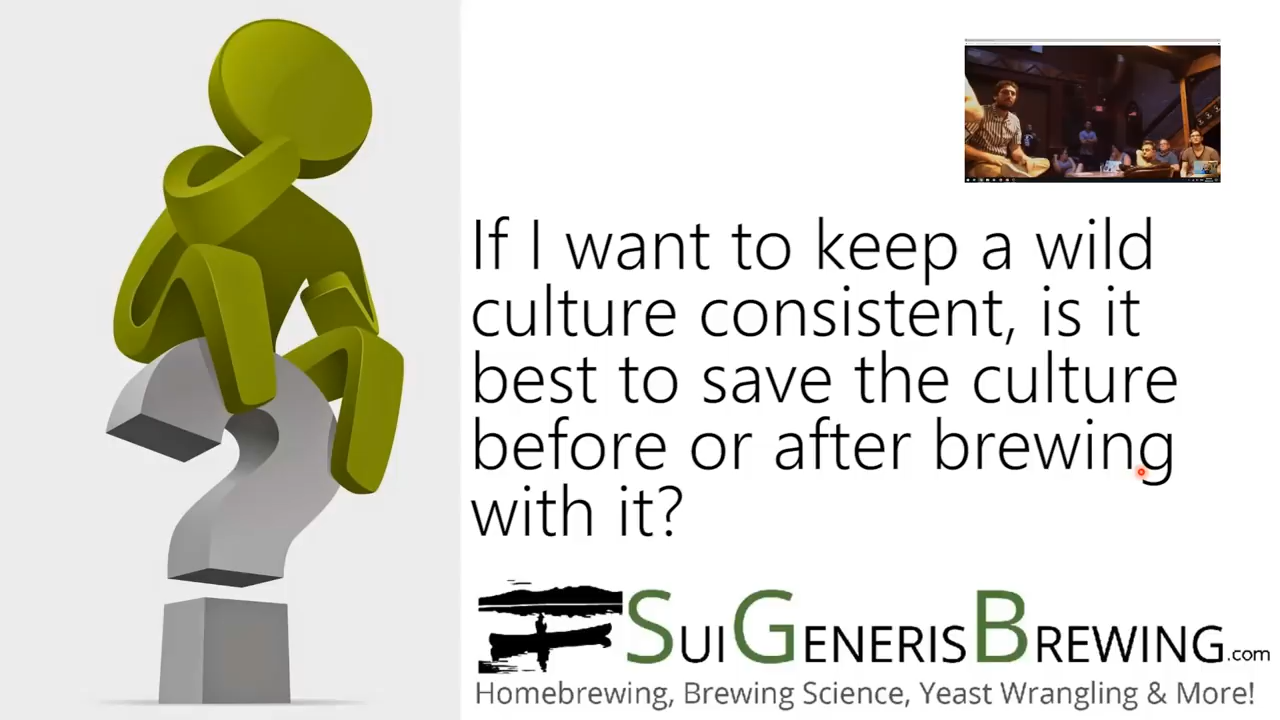 If I want to keep a wild
culture consistent, is it
best to save the culture
before or after brewing
with it?
SuiGenerisBrewing.com
Homebrewing, Brewing Science, Yeast Wrangling & More!